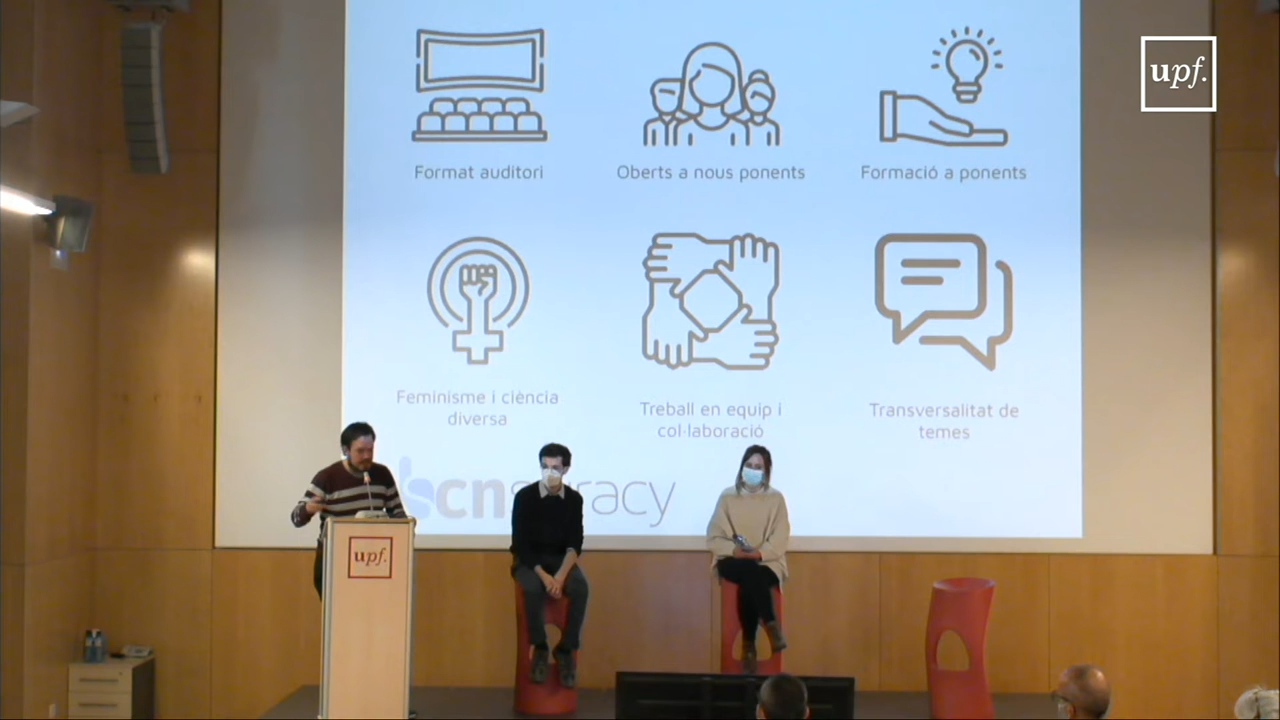 upf.
Format auditori
Oberts a nous ponents
Formació a ponents
Feminisme i ciència
diversa
Treball en equip i
col·laboració
Transversalitat de
temes
upf.